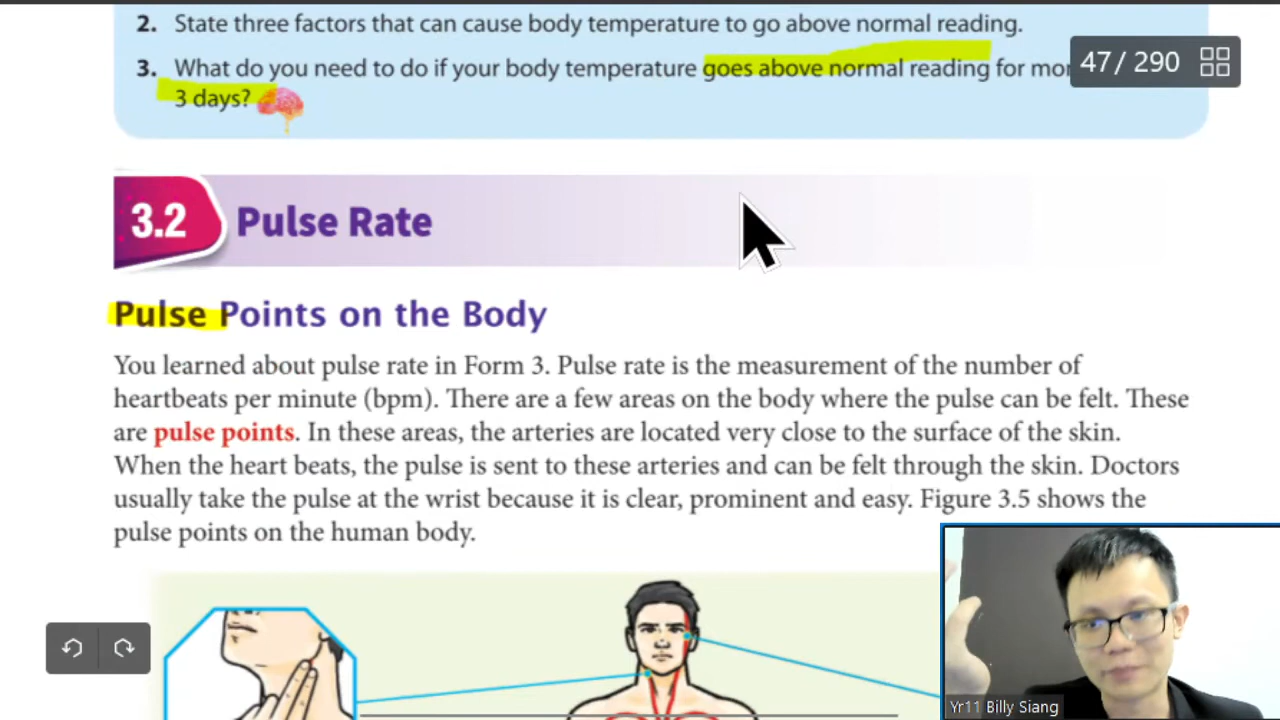 2. State three factors that can cause body temperature to go above normal reading.
3. What do you need to do if your body temperature goes above normal reading for mor
3 days?
47/ 290
3.2 Pulse Rate
Pulse Points on the Body
You learned about pulse rate in Form 3. Pulse rate is the measurement of the number of
heartbeats per minute (bpm). There are a few areas on the body where the pulse can be felt. These
are pulse points. In these areas, the arteries are located very close to the surface of the skin.
When the heart beats, the pulse is sent to these arteries and can be felt through the skin. Doctors
usually take the pulse at the wrist because it is clear, prominent and easy. Figure 3.5 shows the
pulse points on the human body.
Yr11 Billy Siang